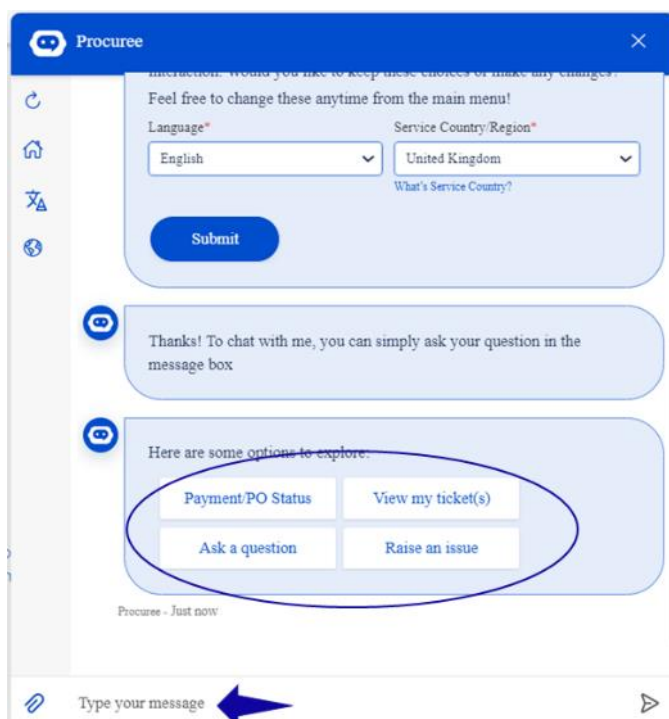 Procuree
interaction. Would you like to keep these choices or make any changes?
Feel free to change these anytime from the main menu!
Language*
Service Country/Region*
English
United Kingdom
What's Service Country?
Submit
Thanks! To chat with me, you can simply ask your question in the
message box
Here are some options to explore:
Payment/PO Status
View my ticket(s)
Ask a question
Raise an issue
Procuree - Just now
Type your message